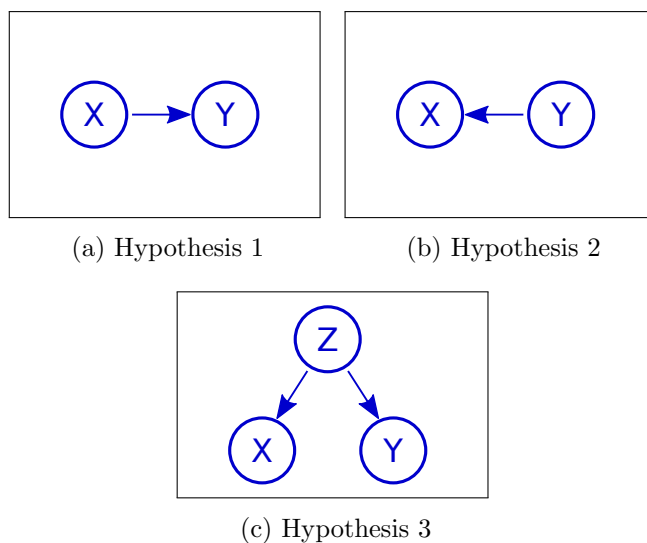 X Y
(a) Hypothesis 1
X Y
(b) Hypothesis 2
Z
X Y
(c) Hypothesis 3